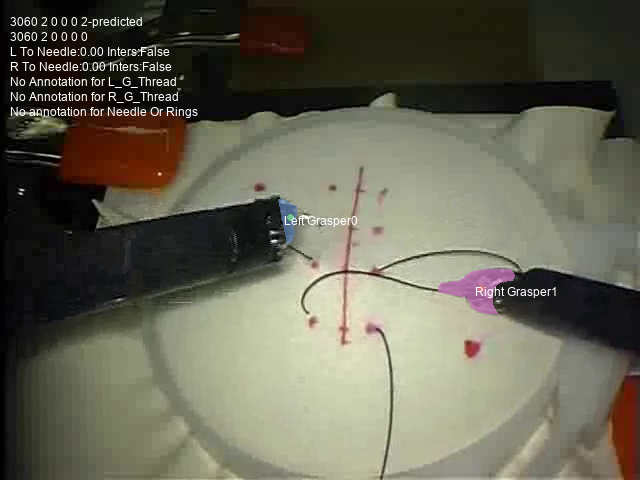 3060 2 0 0 0 2-predicted
3060 2 0 0 0 0
L To Needle:0.00 Inters:False
R To Needle:0.00 Inters:False
No Annotation for L_G_Thread
No Annotation for R_G_Thread
No annotation for Needle Or Rings
Left Grasper0
Right Grasper1